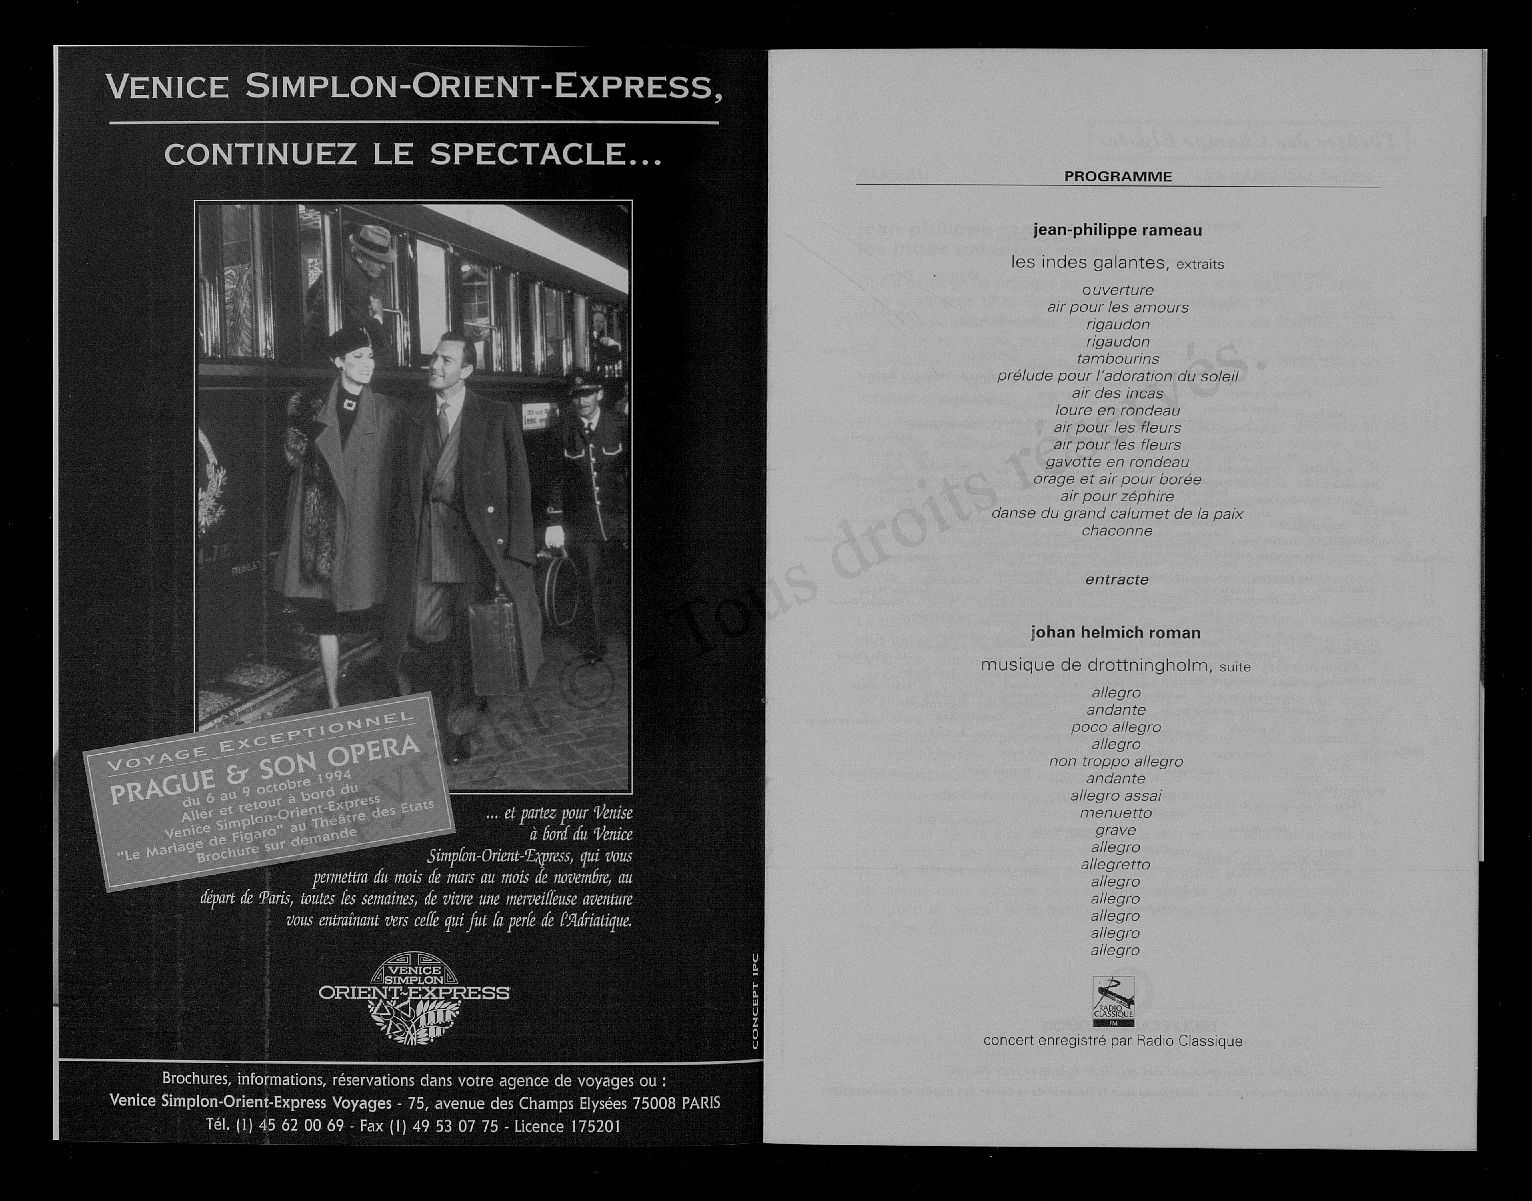 VENICE SIMPLON-ORIENT-EXPRESS,
CONTINUEZ LE SPECTACLE...
VOYAGE EXCEPTIONNEL
PRAGUE & SON OPERA
du 6 au 9 octobre 1994
Aller et retour à bord du
Venice Simplon-Orient-Express
"Le Mariage de Figaro" au Théâtre des Etats
Brochure sur demande
... et partez pour Venise
à bord du Venice
Simplon-Orient-Express, qui vous
permettra du mois de mars au mois de novembre, au
départ de Paris, toutes les semaines, de vivre une merveilleuse aventure
vous entraînant vers celle qui fut la perle de l'Adriatique.
VENICE
SIMPLON
ORIENT-EXPRESS
CONCEPT IPC
Brochures, informations, réservations dans votre agence de voyages ou :
Venice Simplon-Orient-Express Voyages - 75, avenue des Champs Elysées 75008 PARIS
Tél. (1) 45 62 00 69 - Fax (1) 49 53 07 75 - Licence 175201
PROGRAMME
jean-philippe rameau
les indes galantes, extraits
ouverture
air pour les amours
rigaudon
rigaudon
tambourins
prélude pour l'adoration du soleil
air des incas
loure en rondeau
air pour les fleurs
air pour les fleurs
gavotte en rondeau
orage et air pour borée
air pour zéphire
danse du grand calumet de la paix
chaconne
entracte
johan helmich roman
musique de drottningholm, suite
allegro
andante
poco allegro
allegro
non troppo allegro
andante
allegro assai
menuetto
grave
allegro
allegretto
allegro
allegro
allegro
allegro
allegro
RADIO
CLASSIQUE
FM
concert enregistré par Radio Classique
© Tous droits réservés.